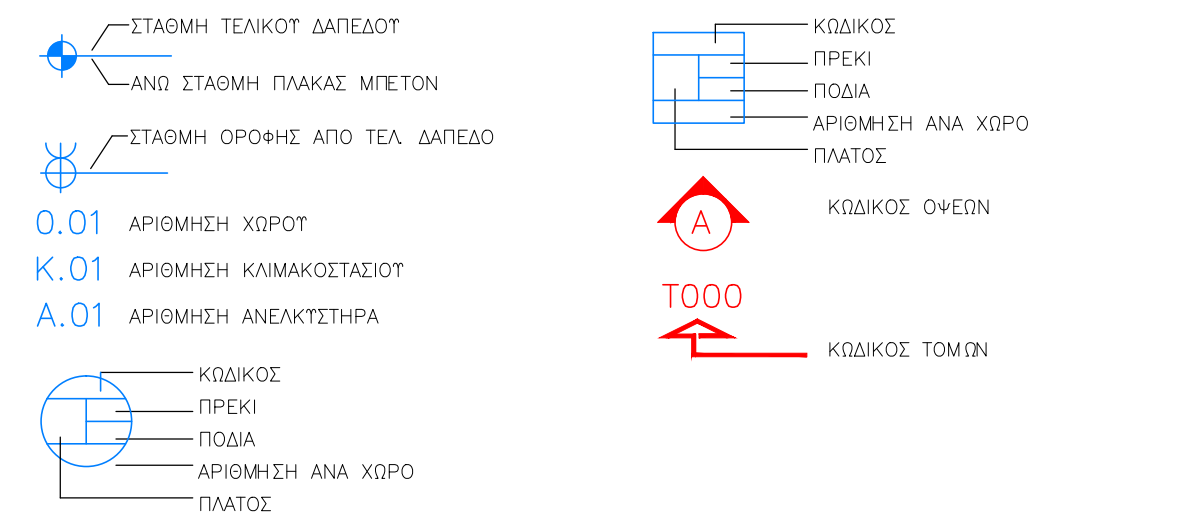 ΣΤΑΘΜΗ ΤΕΛΙΚΟΥ ΔΑΠΕΔΟΥ
ΑΝΩ ΣΤΑΘΜΗ ΠΛΑΚΑΣ ΜΠΕΤΟΝ
ΣΤΑΘΜΗ ΟΡΟΦΗΣ ΑΠΟ ΤΕΛ. ΔΑΠΕΔΟ
0.01 ΑΡΙΘΜΗΣΗ ΧΩΡΟΥ
Κ.01 ΑΡΙΘΜΗΣΗ ΚΛΙΜΑΚΟΣΤΑΣΙΟΥ
Α.01 ΑΡΙΘΜΗΣΗ ΑΝΕΛΚΥΣΤΗΡΑ
ΚΩΔΙΚΟΣ
ΠΡΕΚΙ
ΠΟΔΙΑ
ΑΡΙΘΜΗΣΗ ΑΝΑ ΧΩΡΟ
ΠΛΑΤΟΣ
ΚΩΔΙΚΟΣ
ΠΡΕΚΙ
ΠΟΔΙΑ
ΑΡΙΘΜΗΣΗ ΑΝΑ ΧΩΡΟ
ΠΛΑΤΟΣ
Α ΚΩΔΙΚΟΣ ΟΨΕΩΝ
Τ000
ΚΩΔΙΚΟΣ ΤΟΜΩΝ